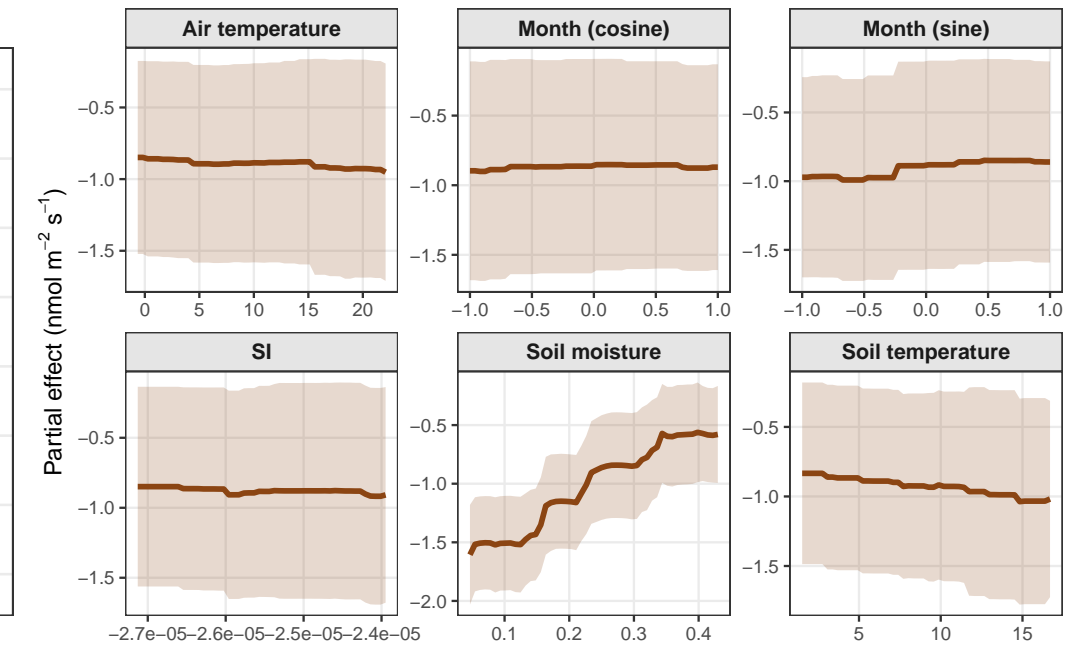 Air temperature
Month (cosine)
Month (sine)
−0.5
−1.0
−1.5
−0.5
−1.0
−1.5
−0.5
−1.0
−1.5
0 5 10 15 20
−1.0 −0.5 0.0 0.5 1.0
−1.0 −0.5 0.0 0.5 1.0
Partial effect (nmol m⁻² s⁻¹)
SI
Soil moisture
Soil temperature
−0.5
−1.0
−1.5
−0.5
−1.0
−1.5
−2.0
−0.5
−1.0
−1.5
−2.7e−05 −2.6e−05 −2.5e−05 −2.4e−05
0.1 0.2 0.3 0.4
5 10 15